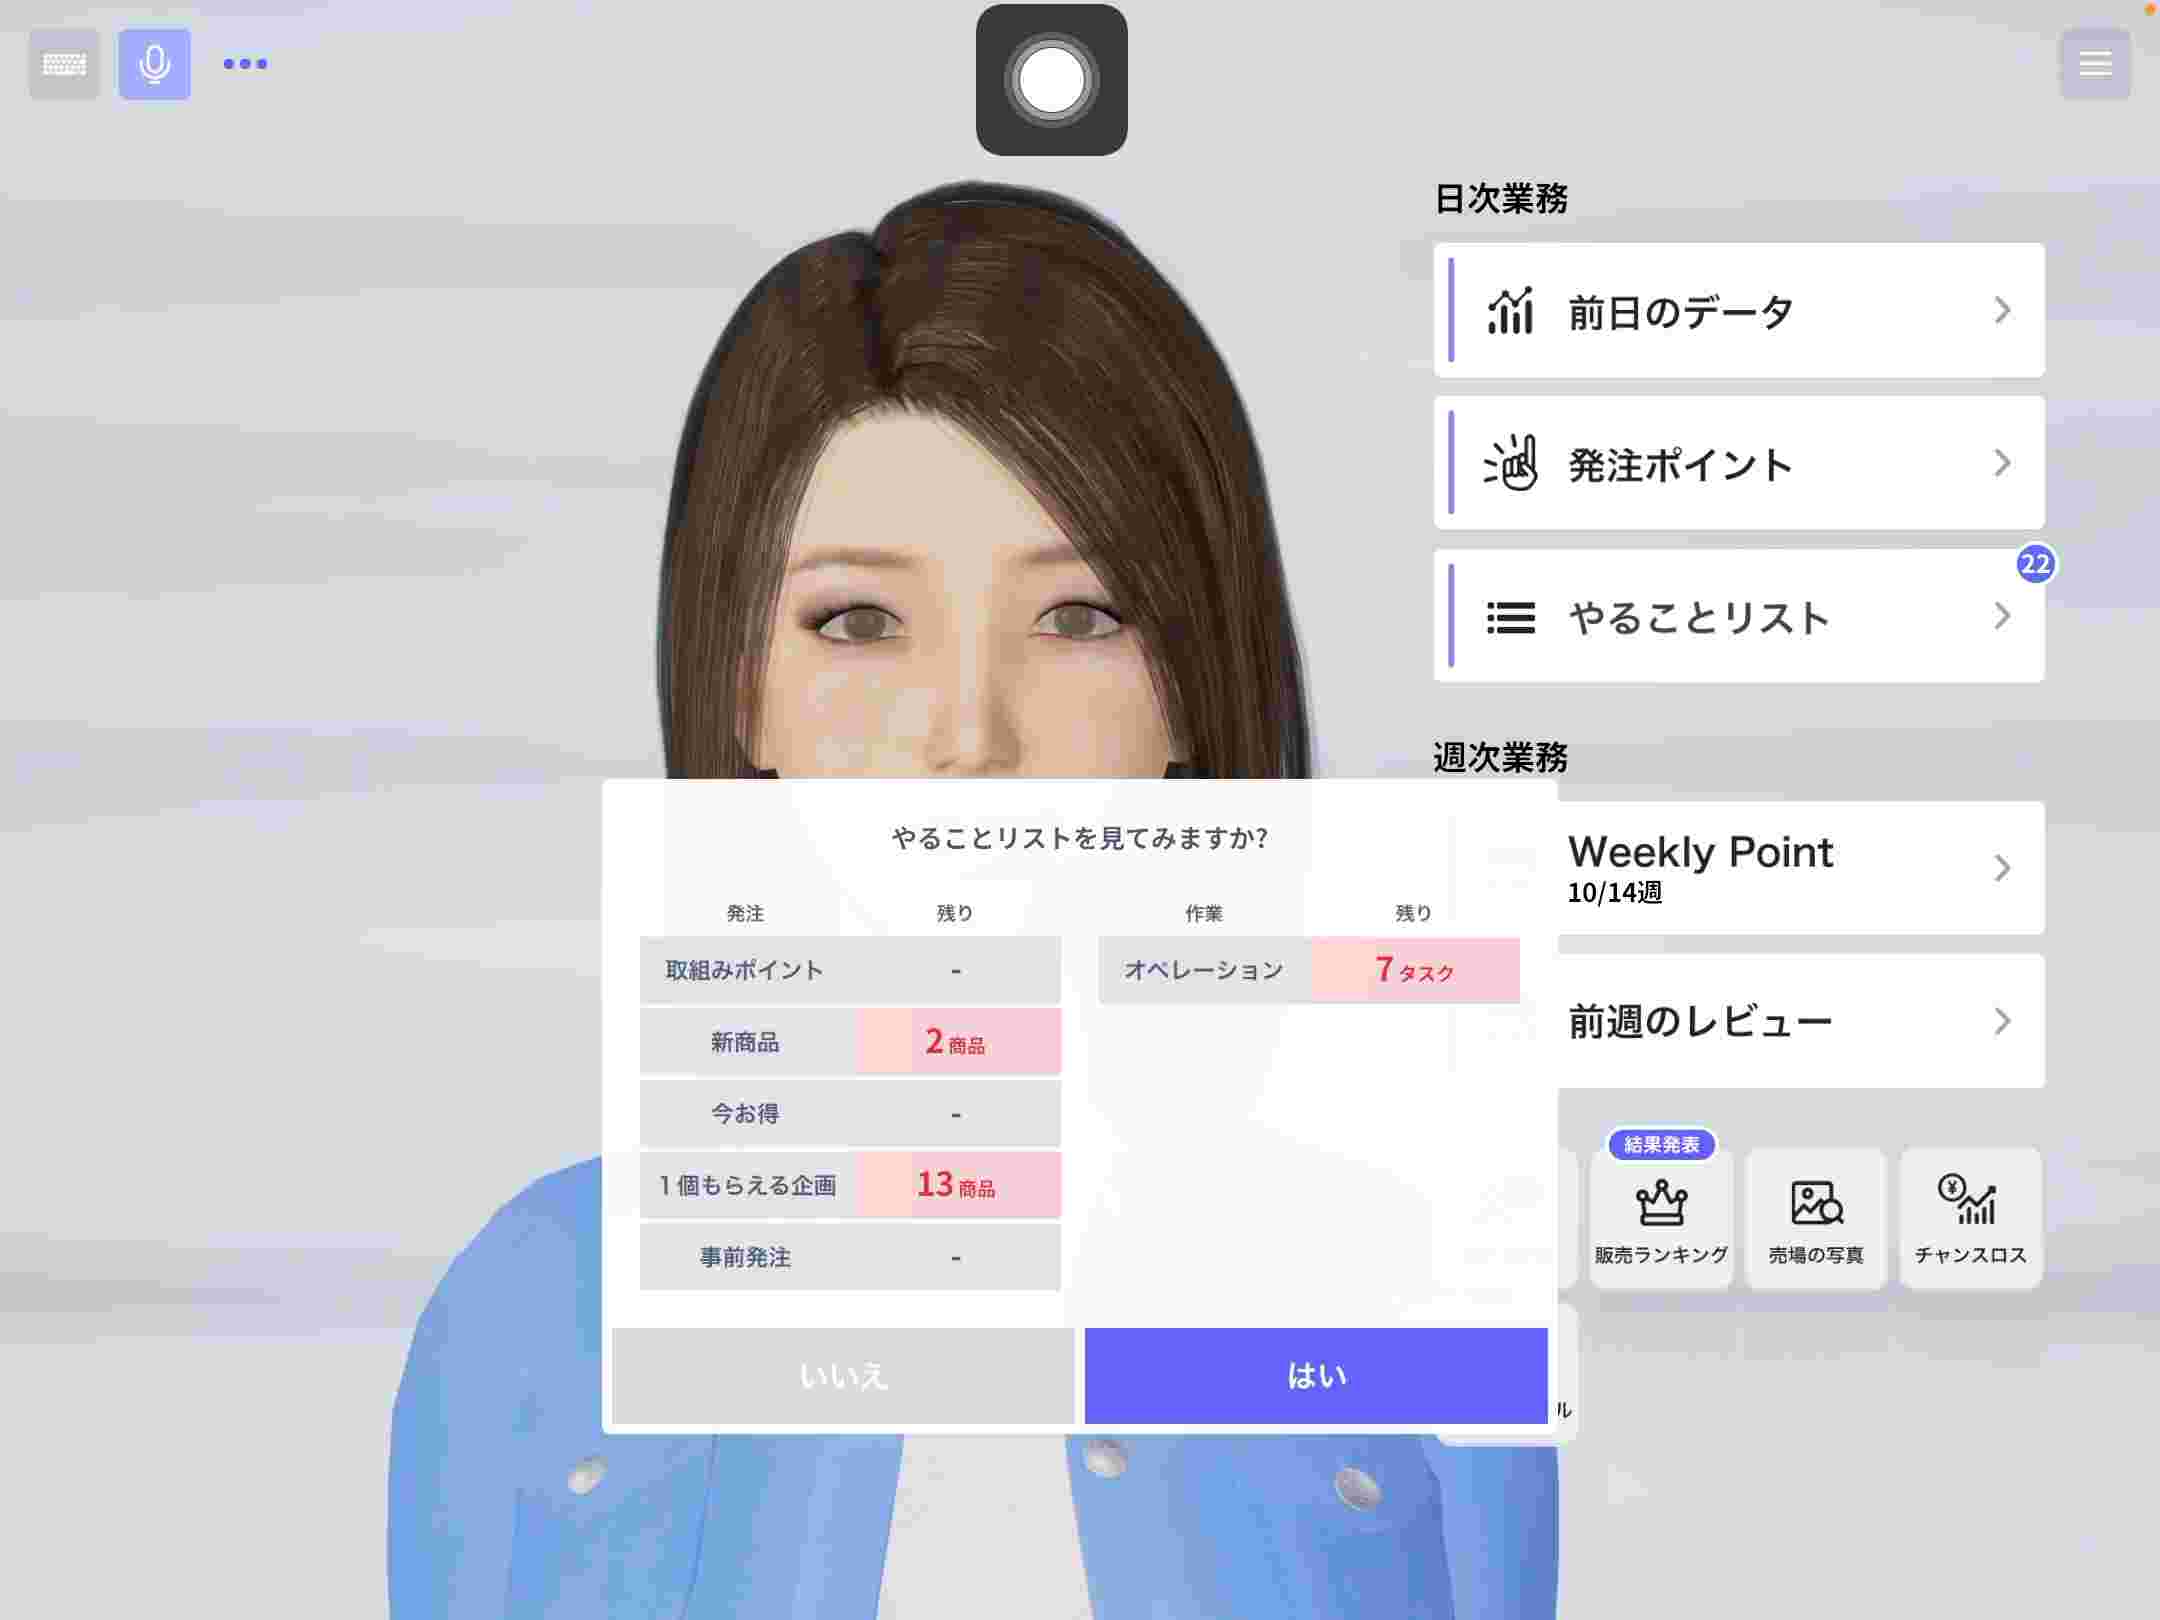 日次業務
前日のデータ
発注ポイント
22
やることリスト
週次業務
Weekly Point
10/14週
前週のレビュー
結果発表
販売ランキング
売場の写真
チャンスロス
ル
やることリストを見てみますか?
発注 残り
取組みポイント -
新商品 2商品
今お得 -
1個もらえる企画 13商品
事前発注 -
作業 残り
オペレーション 7タスク
いいえ
はい